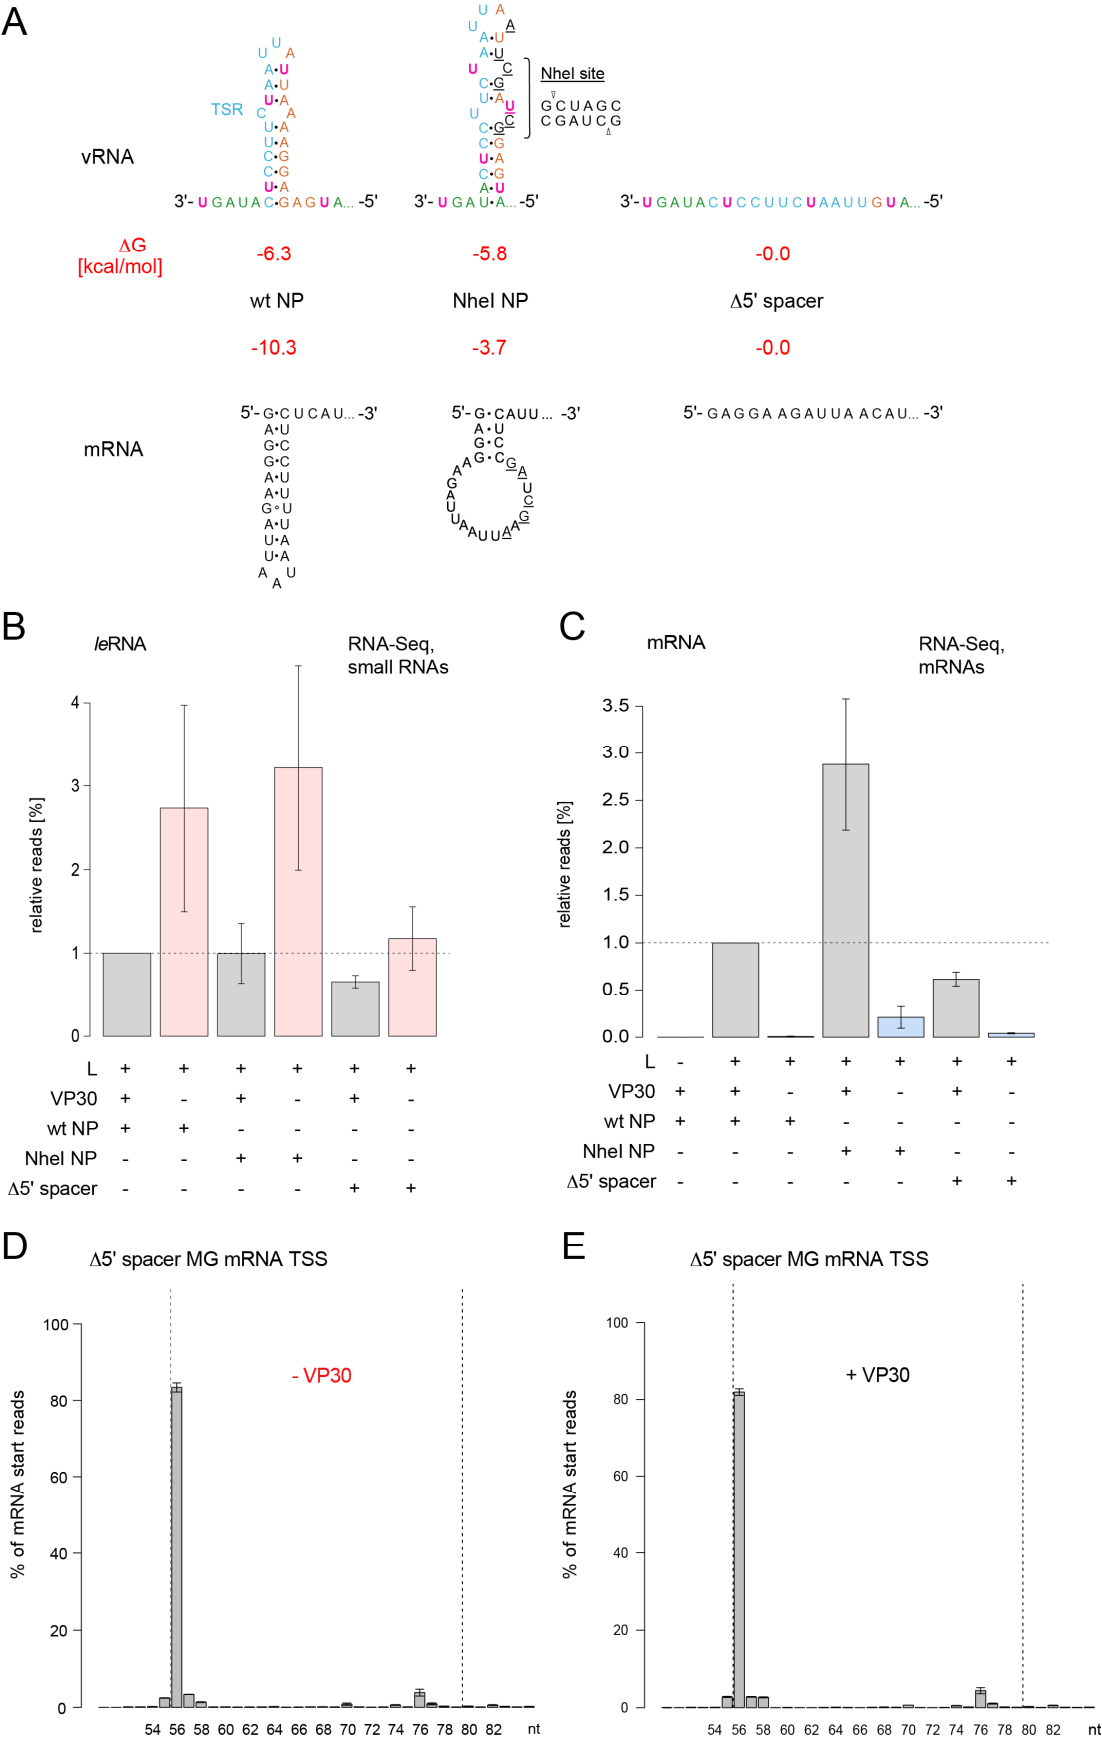 A
vRNA
TSR
U
U A
A•U
A•U
U•A
C A
U•A
U•A
C•G
C•G
U•A
3'- U G A U A C•G A G U A... -5'
U A
U A
A•U
A U
U C
C•G
U A U
U C
C•G
C•G
U•A
C•G
A•U
3'- U G A U•A... -5'
NheI site
G C U A G C
C G A U C G
3'- U G A U A C U C C U U C U A A U U G U A... -5'
ΔG
[kcal/mol]
-6.3
-5.8
-0.0
wt NP
NheI NP
Δ5' spacer
-10.3
-3.7
-0.0
mRNA
5'- G•C U C A U... -3'
A•U
G•C
G•C
A•U
A•U
G∘U
A•U
U•A
U•A
A U
A
5'- G•C A U U ... -3'
A•U
G•C
G•C
A A G A U U A A U U A A G C U A G
5'- G A G G A A G A U U A A C A U... -3'
B
leRNA
RNA-Seq,
small RNAs
relative reads [%]
4
3
2
1
0
L + + + + + +
VP30 + - + - + -
wt NP + + - - - -
NheI NP - - + + - -
Δ5' spacer - - - - + +
C
mRNA
RNA-Seq,
mRNAs
relative reads [%]
3.5
3.0
2.5
2.0
1.5
1.0
0.5
0.0
L - + + + + + +
VP30 + + - + - + -
wt NP + + + - - - -
NheI NP - - - + + - -
Δ5' spacer - - - - - + +
D
Δ5' spacer MG mRNA TSS
- VP30
% of mRNA start reads
100
80
60
40
20
0
54 56 58 60 62 64 66 68 70 72 74 76 78 80 82 nt
E
Δ5' spacer MG mRNA TSS
+ VP30
% of mRNA start reads
100
80
60
40
20
0
54 56 58 60 62 64 66 68 70 72 74 76 78 80 82 nt